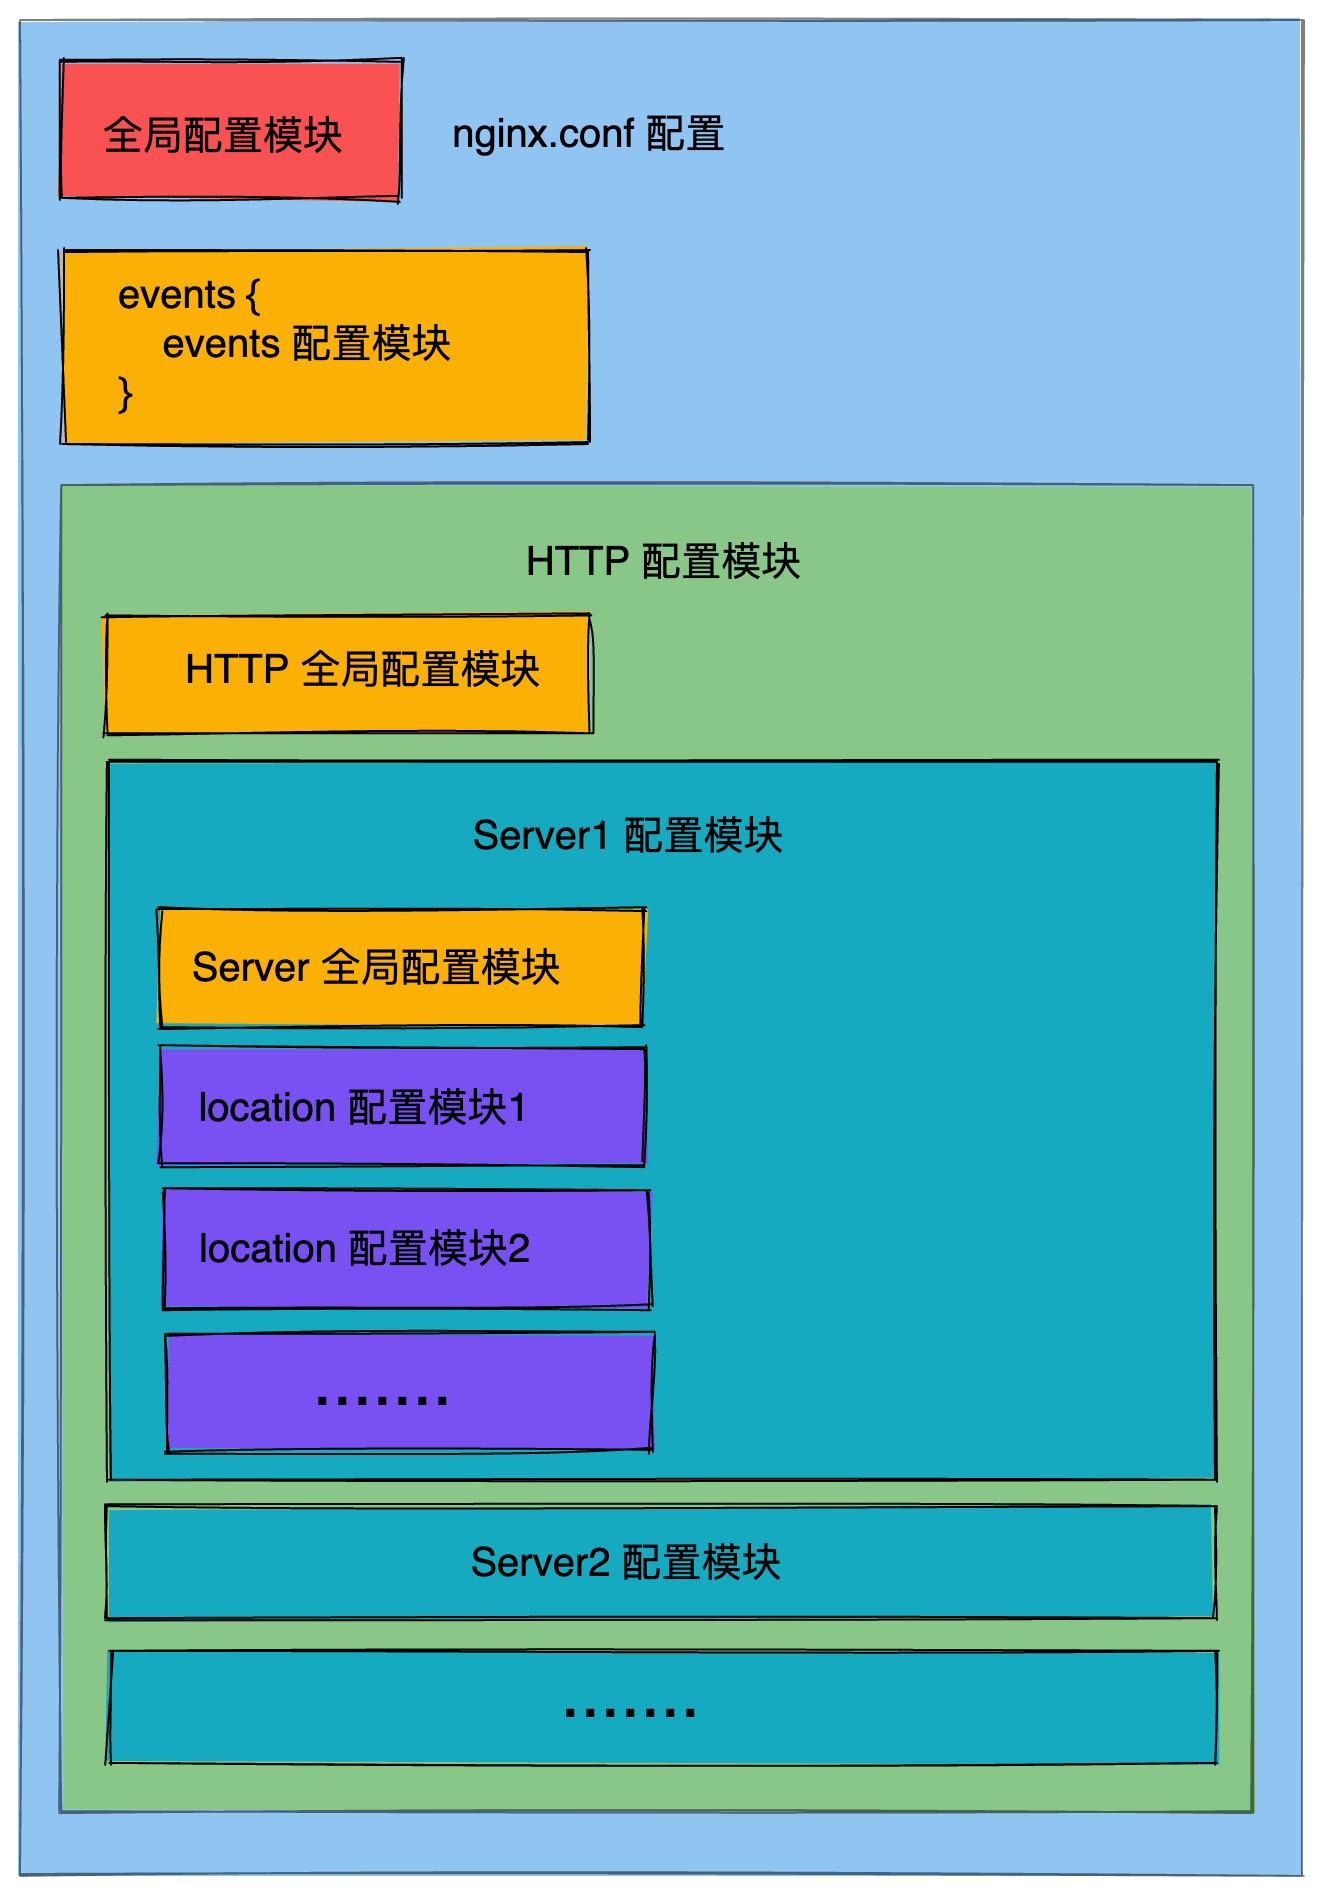 全局配置模块
nginx.conf 配置
events {
events 配置模块
}
HTTP 配置模块
HTTP 全局配置模块
Server1 配置模块
Server 全局配置模块
location 配置模块1
location 配置模块2
.......
Server2 配置模块
.......